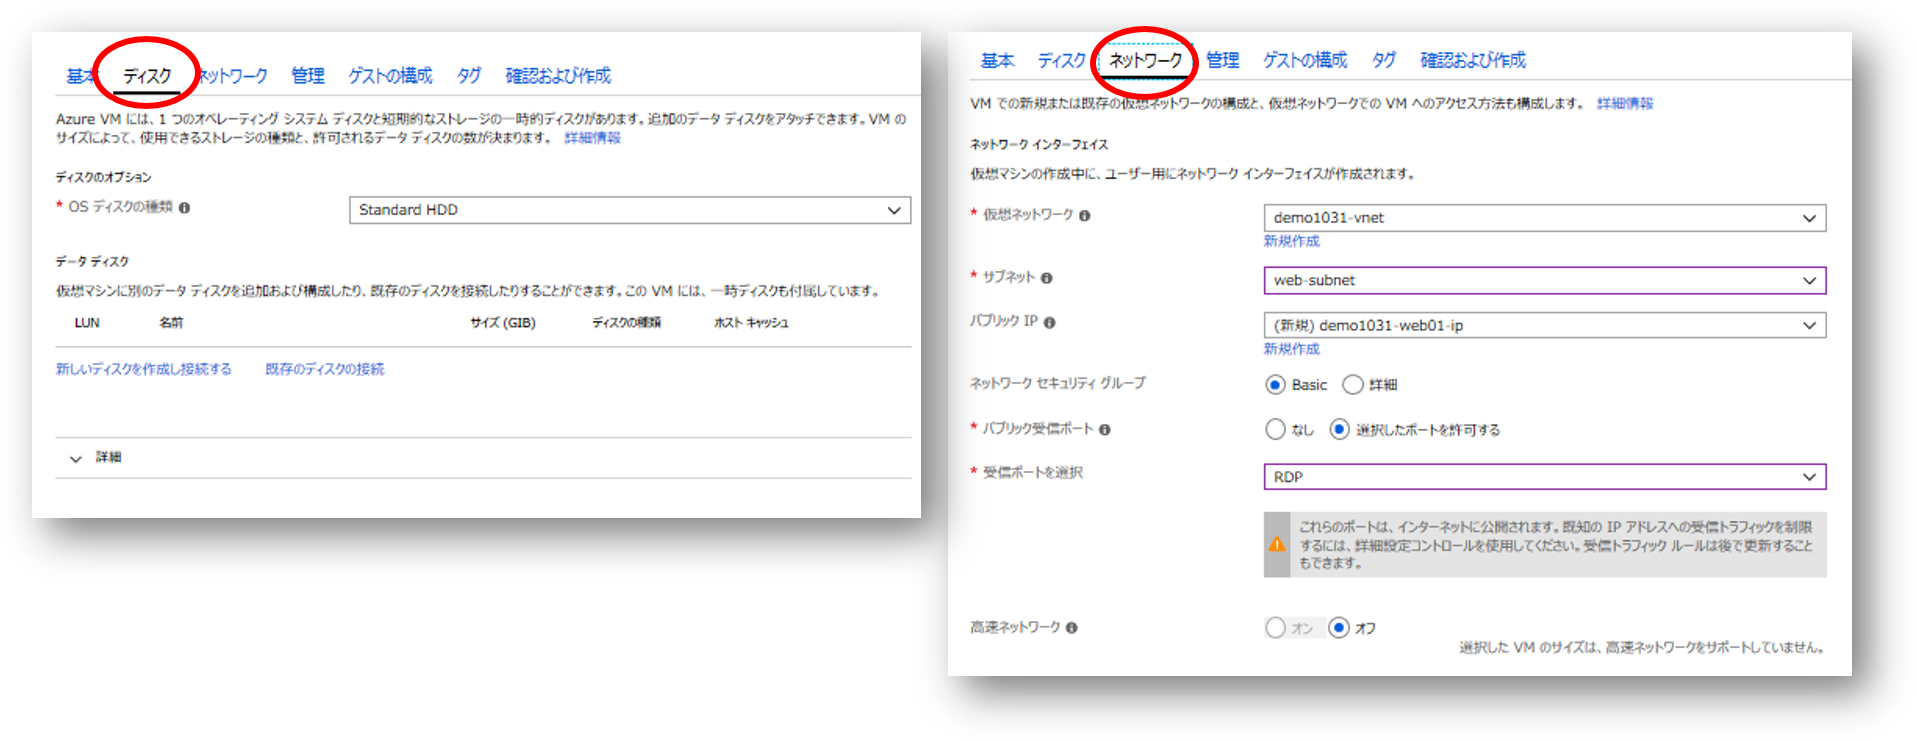 基本 ディスク ネットワーク 管理 ゲストの構成 タグ 確認および作成
Azure VM には、1 つのオペレーティング システム ディスクと短期的なストレージの一時的ディスクがあります。追加のデータ ディスクをアタッチできます。VM の
サイズによって、使用できるストレージの種類と、許可されるデータ ディスクの数が決まります。 詳細情報
ディスクのオプション
* OS ディスクの種類 Standard HDD
データ ディスク
仮想マシンに別のデータ ディスクを追加および構成したり、既存のディスクを接続したりすることができます。この VM には、一時ディスクも付属しています。
LUN 名前 サイズ (GIB) ディスクの種類 ホスト キャッシュ
新しいディスクを作成し接続する 既存のディスクの接続
詳細
基本 ディスク ネットワーク 管理 ゲストの構成 タグ 確認および作成
VM での新規または既存の仮想ネットワークの構成と、仮想ネットワークでの VM へのアクセス方法も構成します。 詳細情報
ネットワーク インターフェイス
仮想マシンの作成中に、ユーザー用にネットワーク インターフェイスが作成されます。
* 仮想ネットワーク demo1031-vnet
新規作成
* サブネット web-subnet
パブリック IP (新規) demo1031-web01-ip
新規作成
ネットワーク セキュリティ グループ Basic 詳細
* パブリック受信ポート なし 選択したポートを許可する
* 受信ポートを選択 RDP
これらのポートは、インターネットに公開されます。既知の IP アドレスへの受信トラフィックを制限
するには、詳細設定コントロールを使用してください。受信トラフィック ルールは後で更新すること
もできます。
高速ネットワーク オン オフ
選択した VM のサイズは、高速ネットワークをサポートしていません。